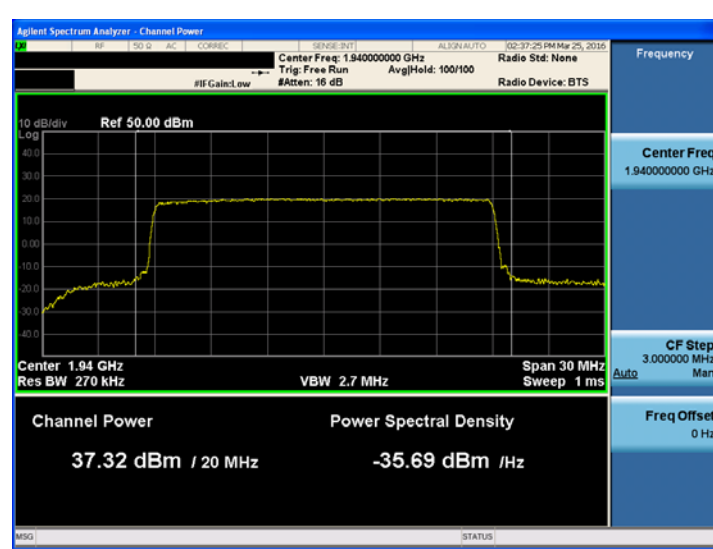 Agilent Spectrum Analyzer - Channel Power
LXI RF 50 Ω AC CORREC SENSE:INT ALIGN AUTO 02:37:25 PM Mar 25, 2016
Center Freq: 1.940000000 GHz Radio Std: None
Trig: Free Run Avg|Hold: 100/100
#IFGain:Low #Atten: 16 dB Radio Device: BTS
Frequency
10 dB/div Ref 50.00 dBm
Log
40.0
30.0
20.0
10.0
0.00
-10.0
-20.0
-30.0
-40.0
Center 1.94 GHz Span 30 MHz
Res BW 270 kHz VBW 2.7 MHz Sweep 1 ms
Channel Power Power Spectral Density
37.32 dBm / 20 MHz -35.69 dBm /Hz
Center Freq
1.940000000 GHz
CF Step
3.000000 MHz
Auto Man
Freq Offset
0 Hz
MSG STATUS